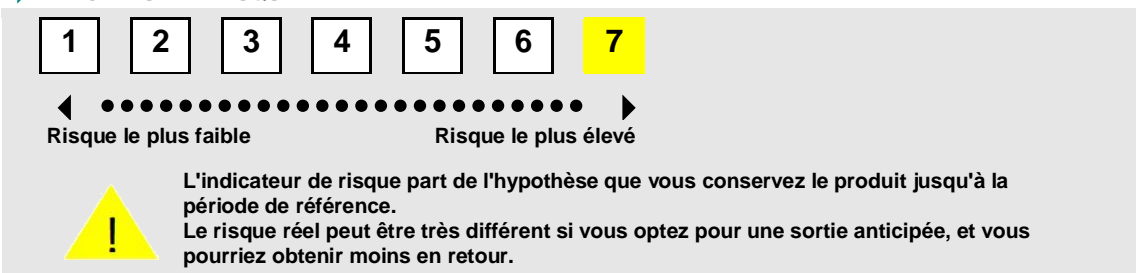 1 2 3 4 5 6 7
Risque le plus faible Risque le plus élevé
L'indicateur de risque part de l'hypothèse que vous conservez le produit jusqu'à la
période de référence.
Le risque réel peut être très différent si vous optez pour une sortie anticipée, et vous
pourriez obtenir moins en retour.
!